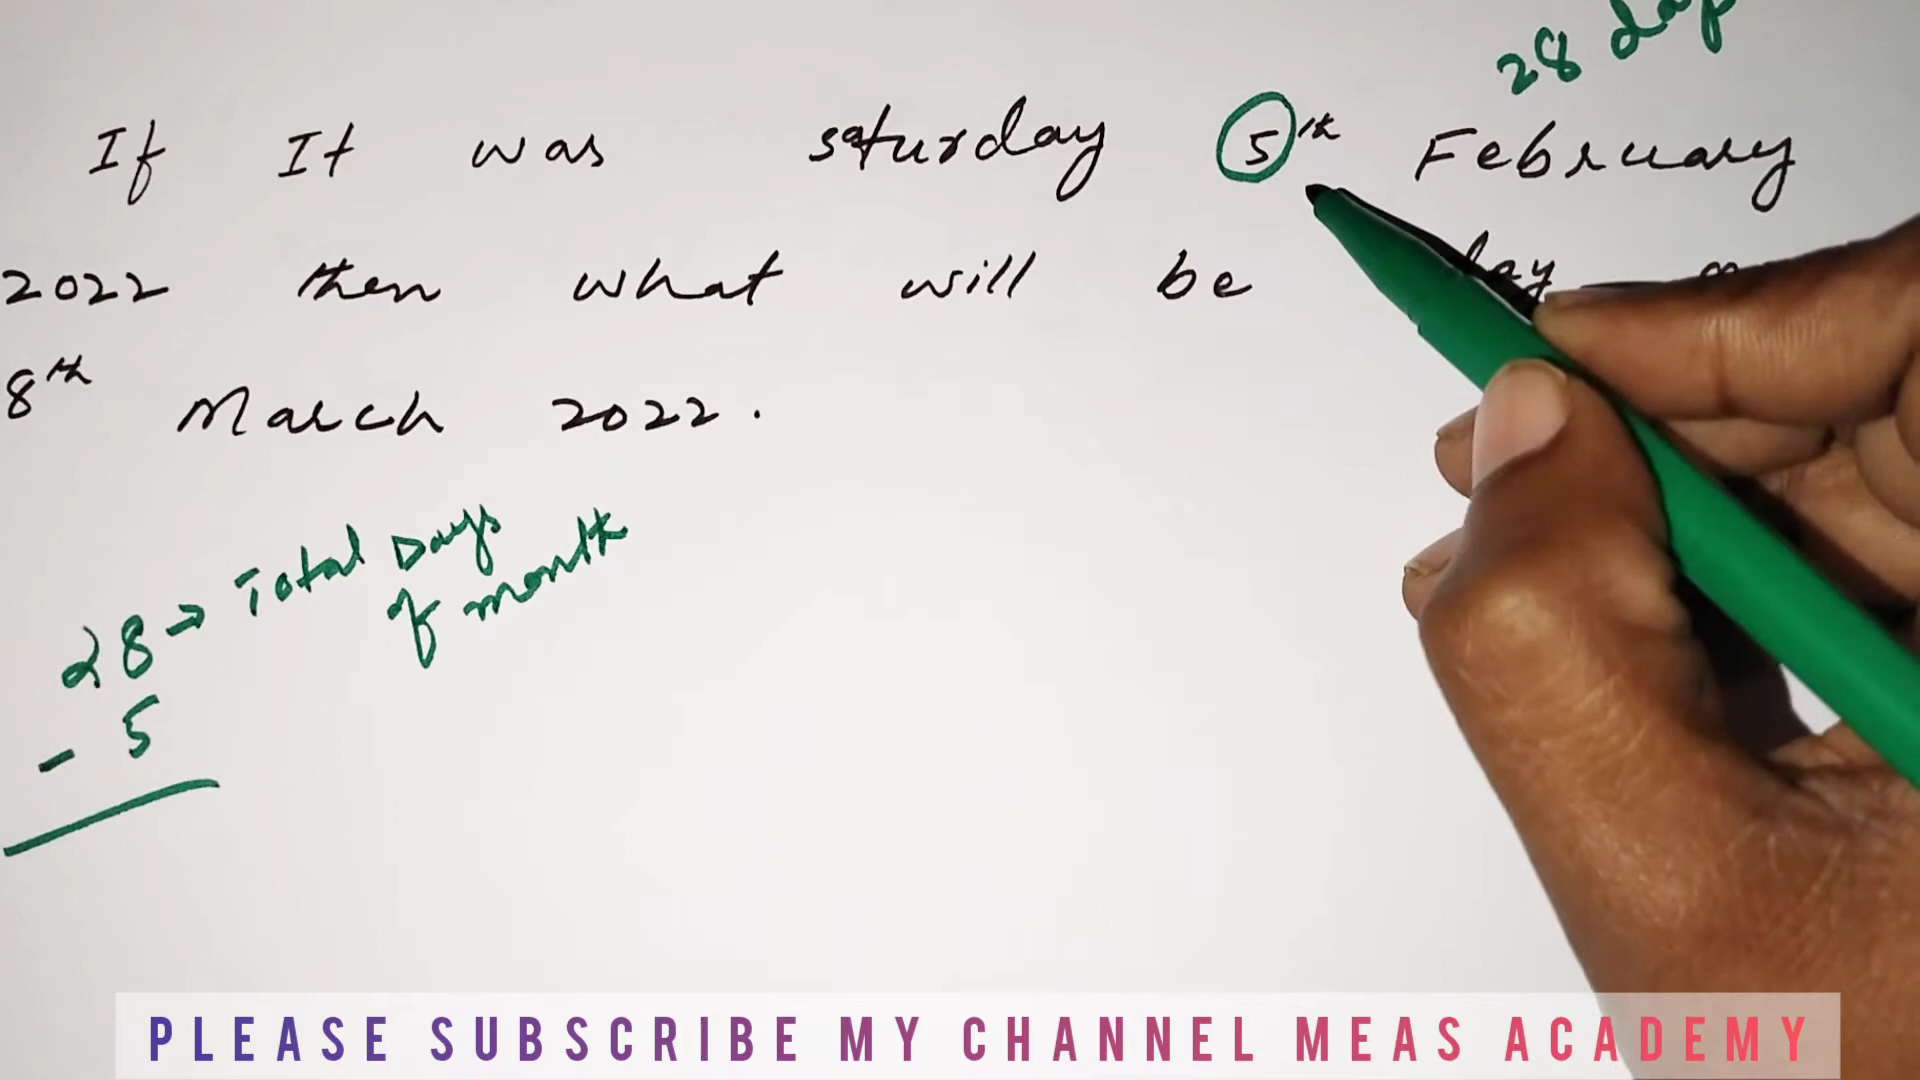 28 days
If It was saturday 5th February
2022 then what will be day
8th March 2022.
28 → Total Days
of month
- 5
PLEASE SUBSCRIBE MY CHANNEL MEAS ACADEMY